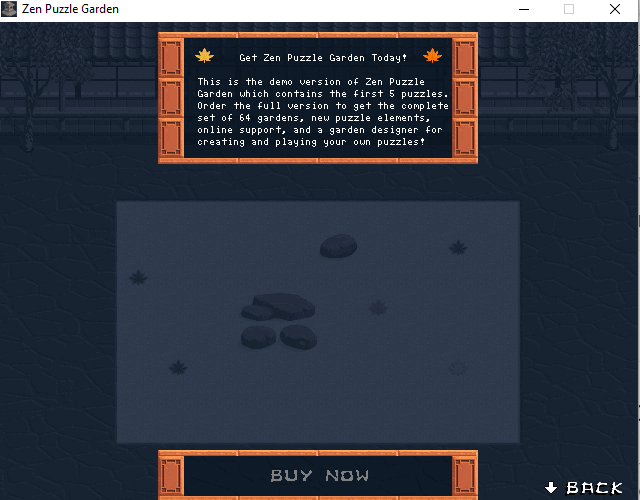 Zen Puzzle Garden
Get Zen Puzzle Garden Today!
This is the demo version of Zen Puzzle
Garden which contains the first 5 puzzles.
Order the full version to get the complete
set of 64 gardens, new puzzle elements,
online support, and a garden designer for
creating and playing your own puzzles!
BUY NOW
BACK